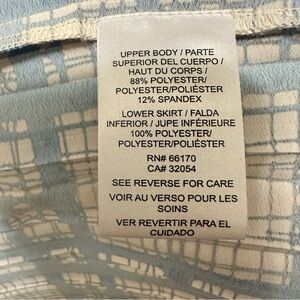 UPPER BODY / PARTE
SUPERIOR DEL CUERPO /
HAUT DU CORPS /
88% POLYESTER/
POLYESTER/POLIÉSTER
12% SPANDEX
LOWER SKIRT / FALDA
INFERIOR / JUPE INFÉRIEURE
100% POLYESTER/
POLYESTER/POLIÉSTER
RN# 66170
CA# 32054
SEE REVERSE FOR CARE
VOIR AU VERSO POUR LES
SOINS
VER REVERTIR PARA EL
CUIDADO